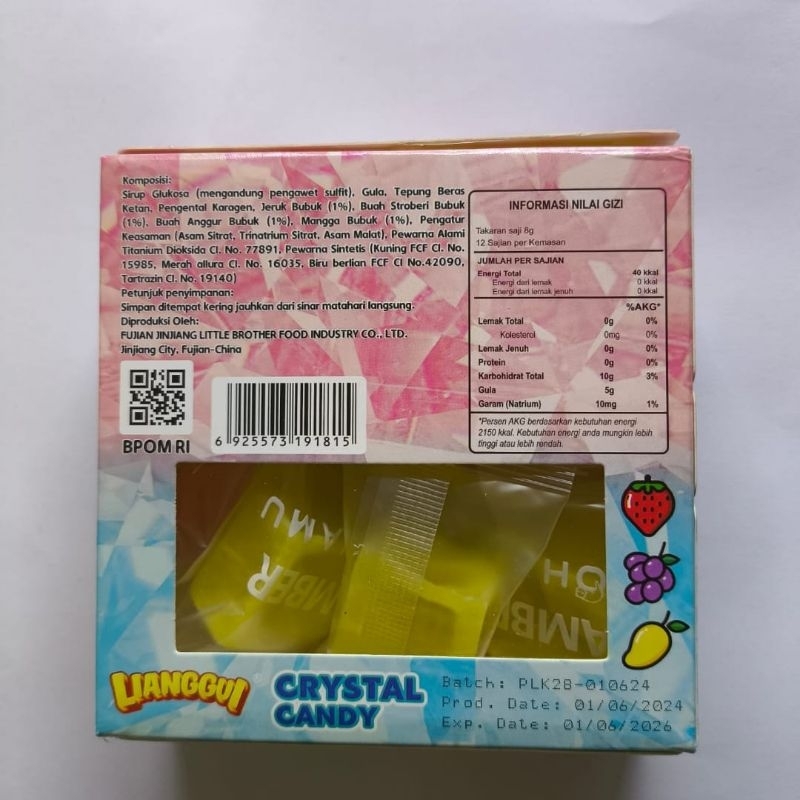 Komposisi:
Sirup Glukosa (mengandung pengawet sulfit), Gula, Tepung Beras
Ketan, Pengental Karagen, Jeruk Bubuk (1%), Buah Stroberi Bubuk
(1%), Buah Anggur Bubuk (1%), Mangga Bubuk (1%), Pengatur
Keasaman (Asam Sitrat, Trinatrium Sitrat, Asam Malat), Pewarna Alami
Titanium Dioksida CI. No. 77891, Pewarna Sintetis (Kuning FCF CI. No.
15985, Merah allura CI. No. 16035, Biru berlian FCF CI No.42090,
Tartrazin CI. No. 19140)
Petunjuk penyimpanan:
Simpan ditempat kering jauhkan dari sinar matahari langsung.
Diproduksi Oleh:
FUJIAN JINJIANG LITTLE BROTHER FOOD INDUSTRY CO., LTD.
Jinjiang City, Fujian-China
BPOM RI
6 925573 191815
INFORMASI NILAI GIZI
Takaran saji 8g
12 Sajian per Kemasan
JUMLAH PER SAJIAN
Energi Total 40 kkal
Energi dari lemak 0 kkal
Energi dari lemak jenuh 0 kkal
%AKG*
Lemak Total 0g 0%
Kolesterol 0mg 0%
Lemak Jenuh 0g 0%
Protein 0g 0%
Karbohidrat Total 10g 3%
Gula 5g
Garam (Natrium) 10mg 1%
*Persen AKG berdasarkan kebutuhan energi
2150 kkal. Kebutuhan energi anda mungkin lebih
tinggi atau lebih rendah.
AMU
MBER
OH
AMB
LIANGGUI®
CRYSTAL
CANDY
Batch: PLK28-010624
Prod. Date: 01/06/2024
Exp. Date: 01/06/2026